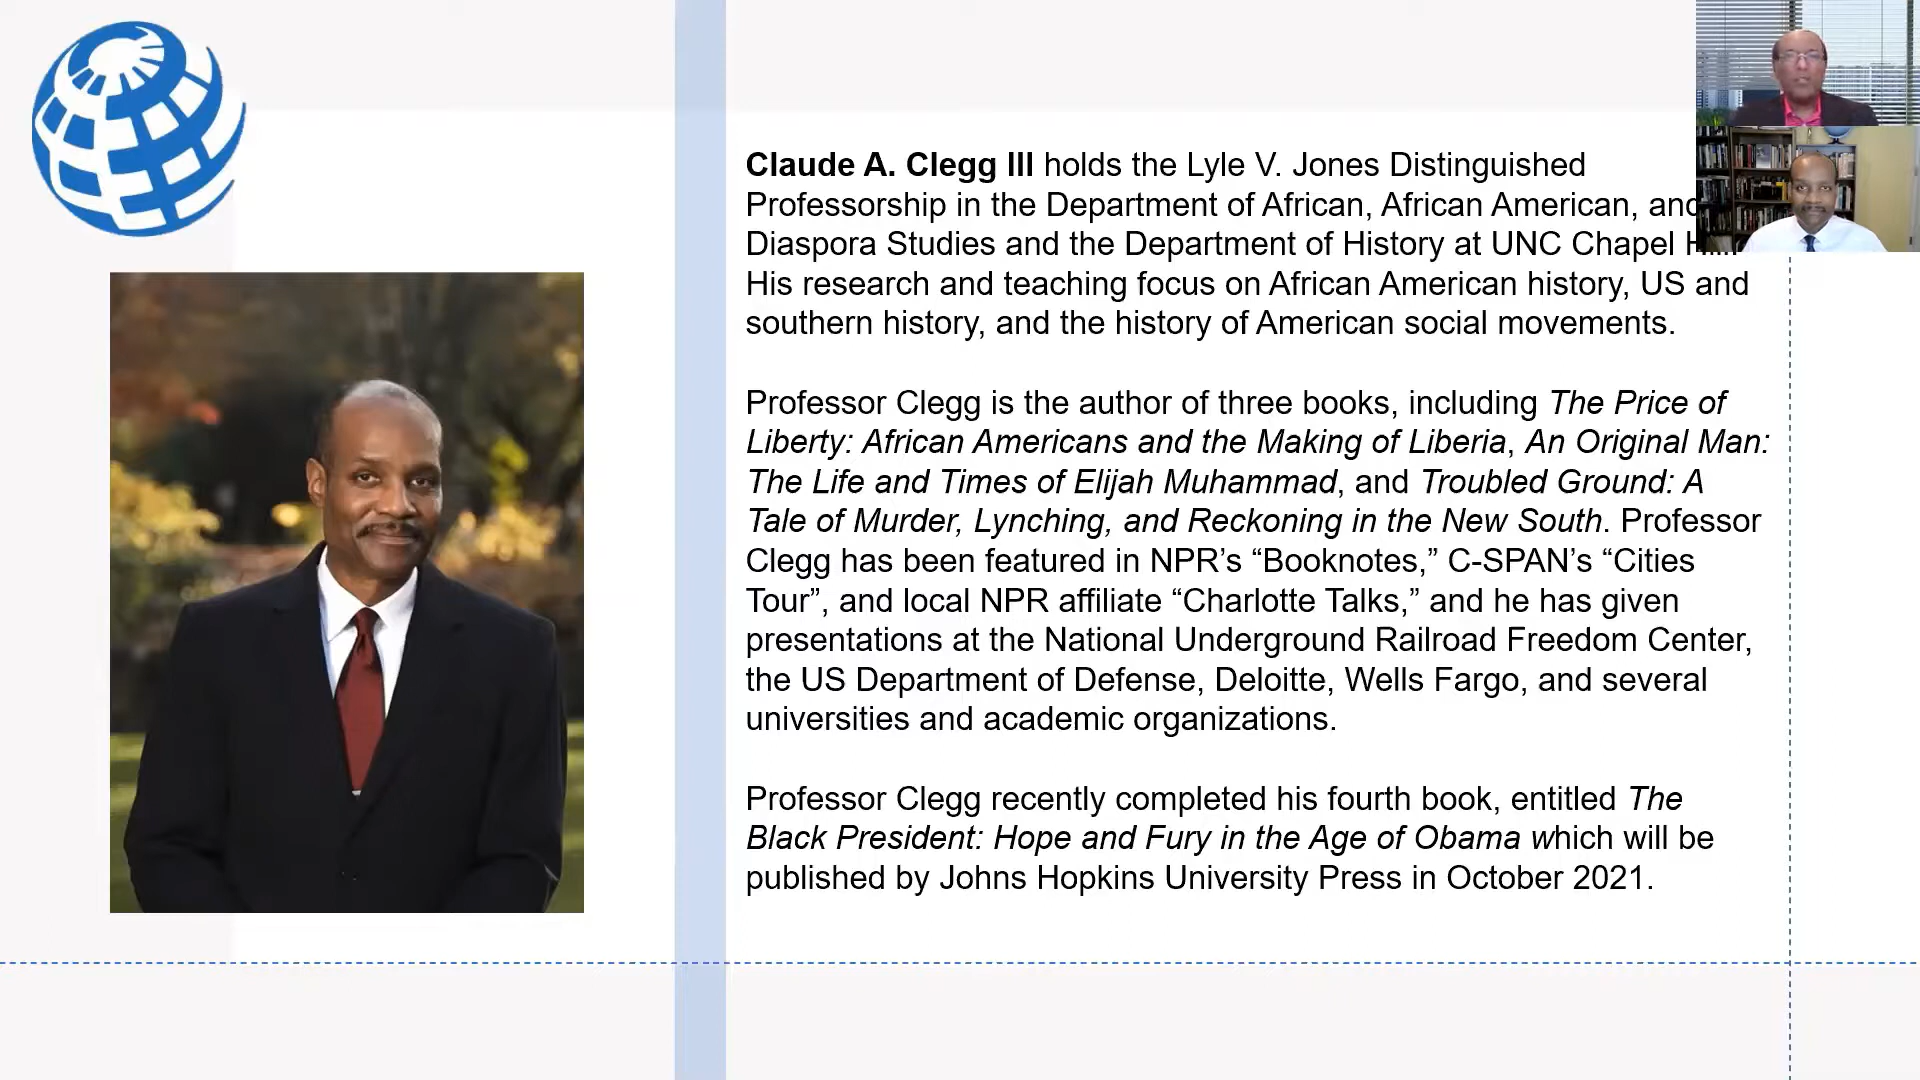 Claude A. Clegg III holds the Lyle V. Jones Distinguished
Professorship in the Department of African, African American, and
Diaspora Studies and the Department of History at UNC Chapel
His research and teaching focus on African American history, US and
southern history, and the history of American social movements.
Professor Clegg is the author of three books, including The Price of
Liberty: African Americans and the Making of Liberia, An Original Man:
The Life and Times of Elijah Muhammad, and Troubled Ground: A
Tale of Murder, Lynching, and Reckoning in the New South. Professor
Clegg has been featured in NPR’s “Booknotes,” C-SPAN’s “Cities
Tour”, and local NPR affiliate “Charlotte Talks,” and he has given
presentations at the National Underground Railroad Freedom Center,
the US Department of Defense, Deloitte, Wells Fargo, and several
universities and academic organizations.
Professor Clegg recently completed his fourth book, entitled The
Black President: Hope and Fury in the Age of Obama which will be
published by Johns Hopkins University Press in October 2021.